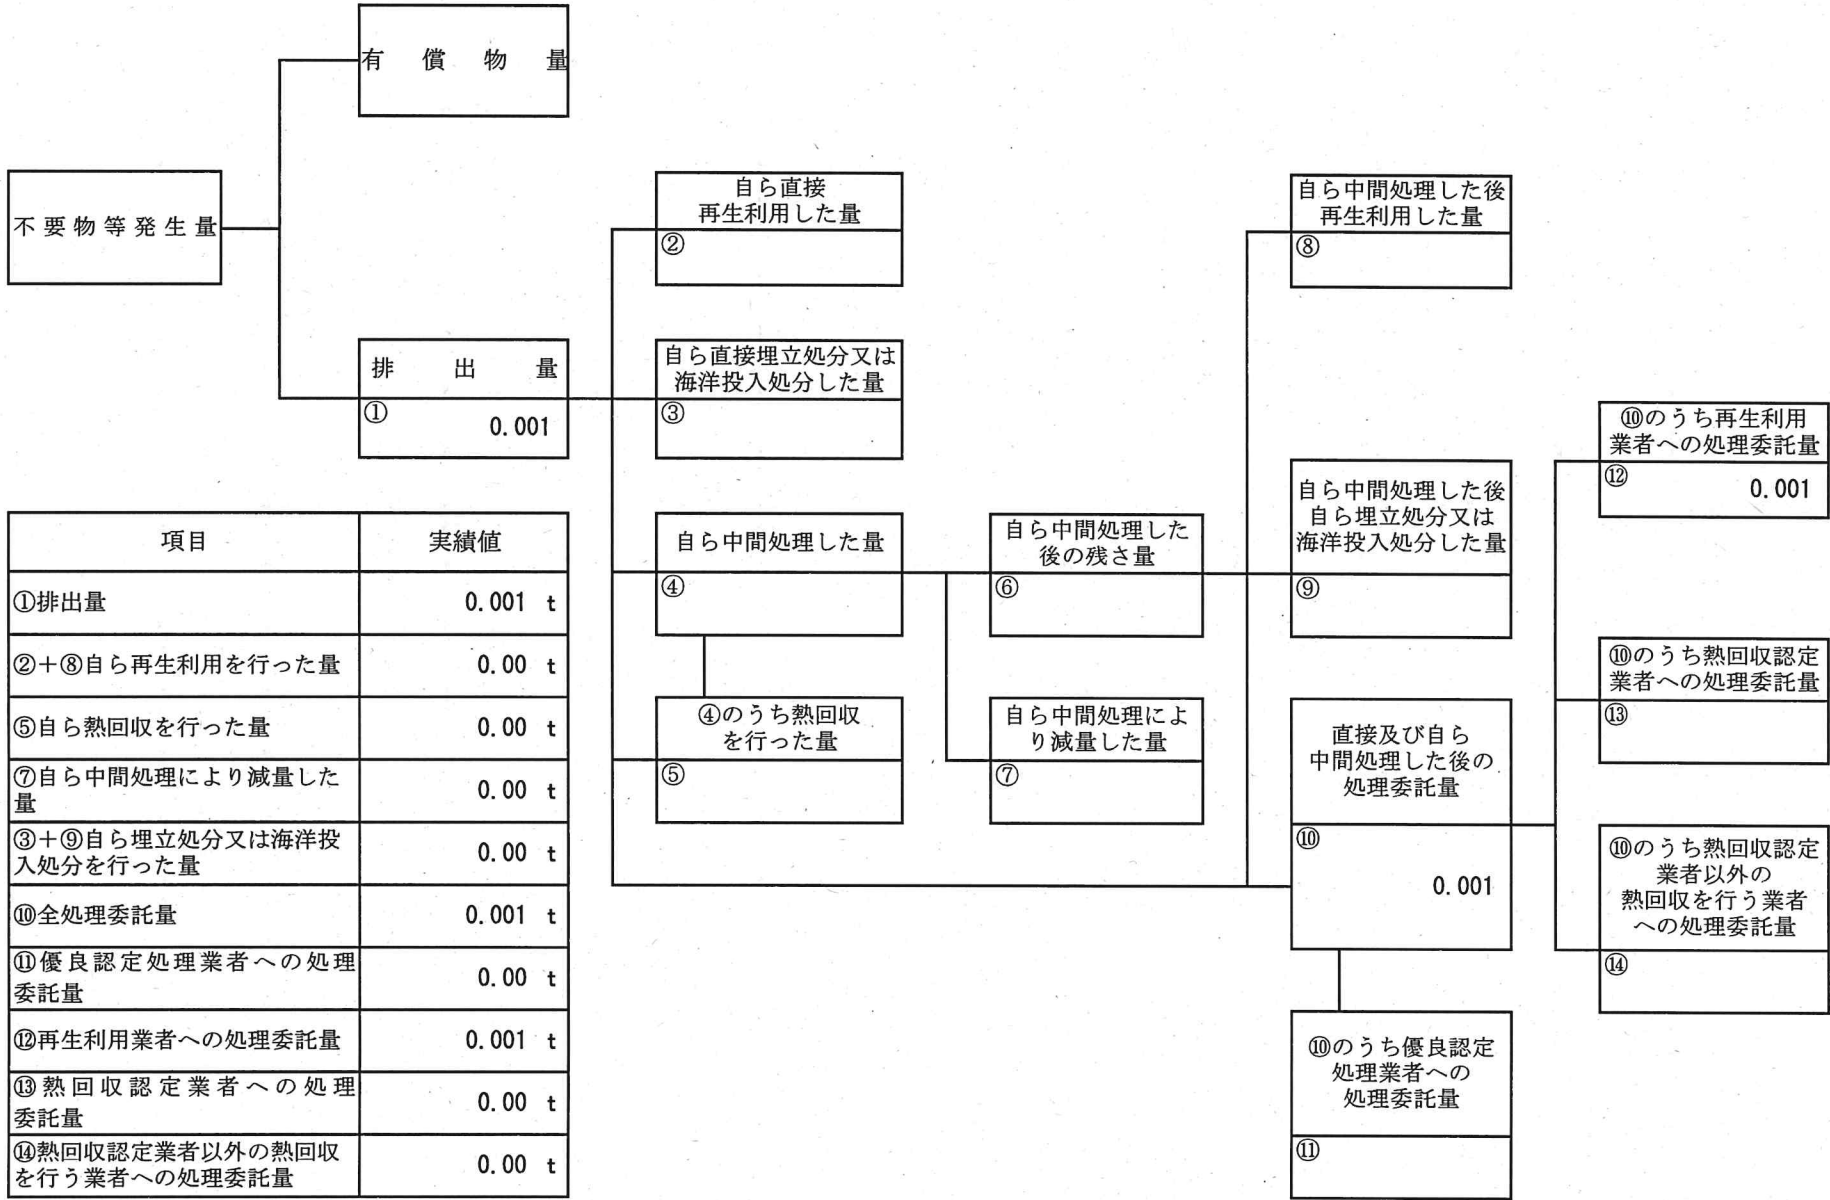 有償物量
不要物等発生量
排出量
①
0.001
自ら直接
再生利用した量
②
自ら直接埋立処分又は
海洋投入処分した量
③
自ら中間処理した量
④
④のうち熱回収
を行った量
⑤
自ら中間処理した
後の残さ量
⑥
自ら中間処理によ
り減量した量
⑦
自ら中間処理した後
再生利用した量
⑧
自ら中間処理した後
自ら埋立処分又は
海洋投入処分した量
⑨
直接及び自ら
中間処理した後の
処理委託量
⑩
0.001
⑩のうち優良認定
処理業者への
処理委託量
⑪
⑩のうち再生利用
業者への処理委託量
⑫
0.001
⑩のうち熱回収認定
業者への処理委託量
⑬
⑩のうち熱回収認定
業者以外の
熱回収を行う業者
への処理委託量
⑭
項目 実績値
①排出量 0.001 t
②+⑧自ら再生利用を行った量 0.00 t
⑤自ら熱回収を行った量 0.00 t
⑦自ら中間処理により減量した
量 0.00 t
③+⑨自ら埋立処分又は海洋投
入処分を行った量 0.00 t
⑩全処理委託量 0.001 t
⑪優良認定処理業者への処理
委託量 0.00 t
⑫再生利用業者への処理委託量 0.001 t
⑬熱回収認定業者への処理
委託量 0.00 t
⑭熱回収認定業者以外の熱回収
を行う業者への処理委託量 0.00 t